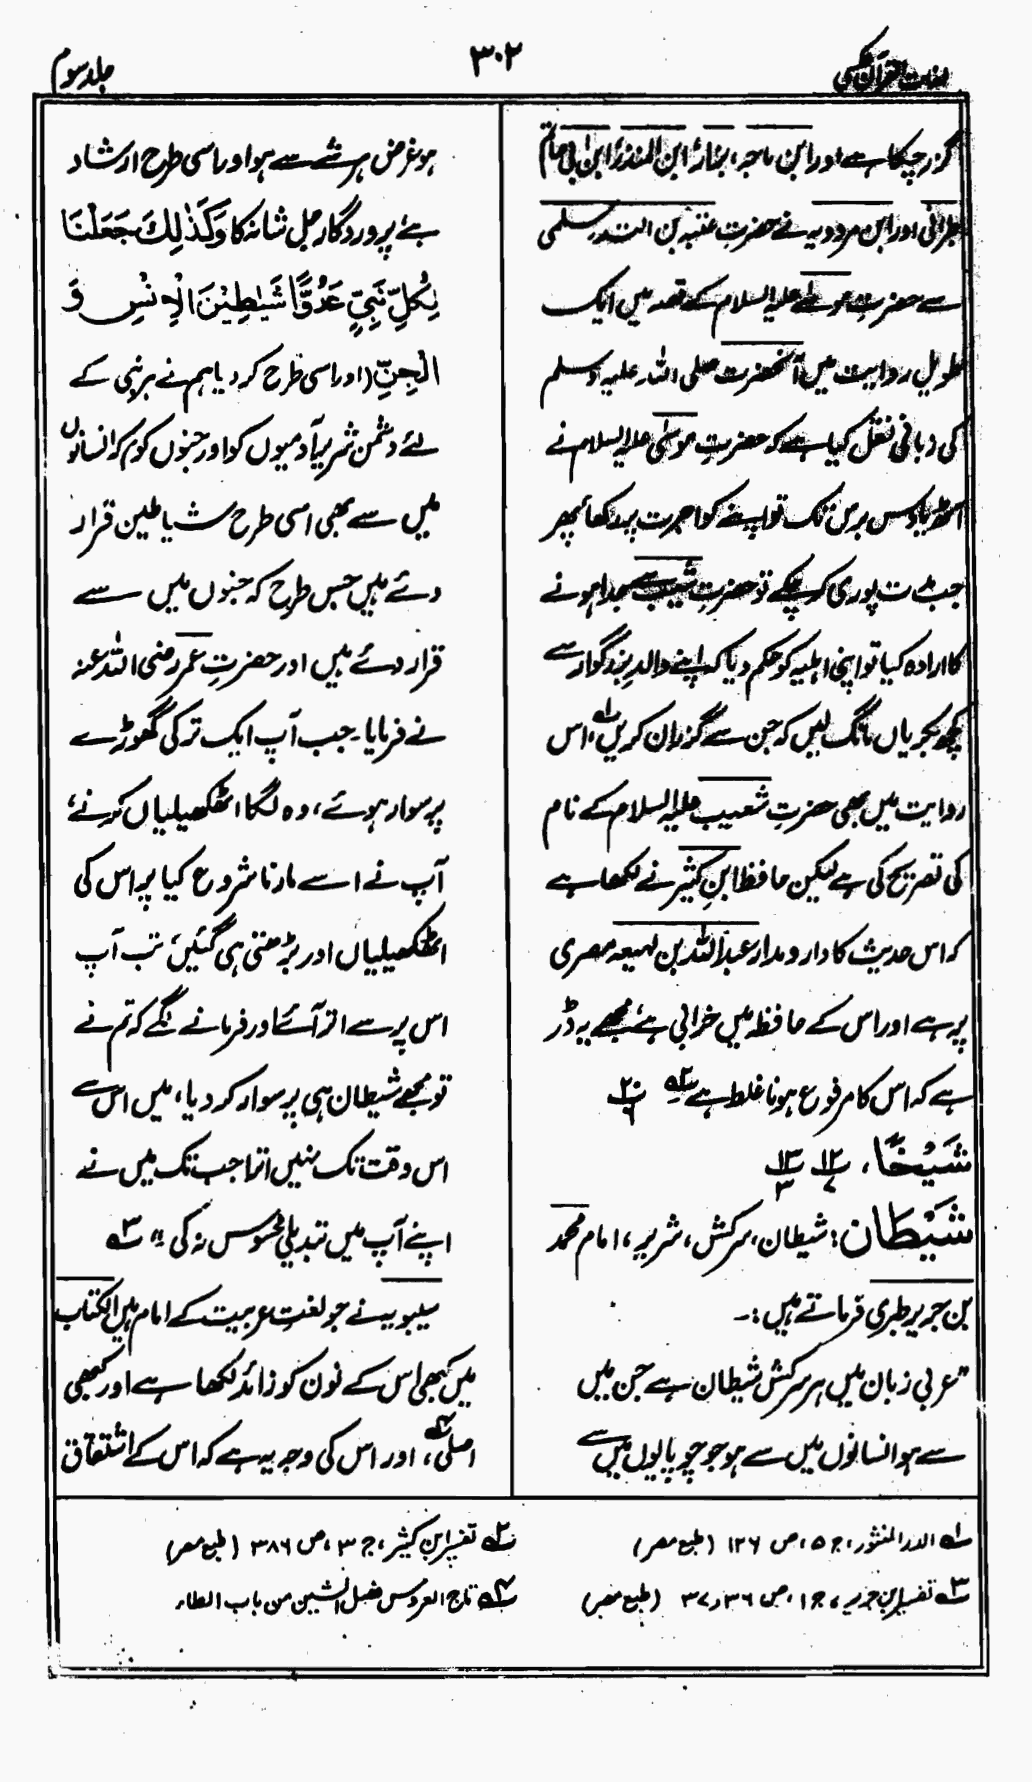 لغات القرآن
۳۰۲
جلد سوم
گزر چکا ہے اور ابن ماجہ، بزار، ابن المنذر، ابن ابی حاتم
طبرانی اور ابن مردویہ نے حضرتِ عتبہ بن الندر سلمی
سے حضرتِ موسےٰ علیہ السلام کے قصہ میں ایک
طویل روایت میں آنحضرت صلی اللہ علیہ وسلم
کی زبانی نقل کیا ہے کہ حضرتِ موسیٰ علیہ السلام نے
آٹھ یا دس برس تک تو اپنے کو اجرت پہ رکھا، پھر
جب مدت پوری کر چکے تو حضرتِ شعیب سے جدا ہونے
کا ارادہ کیا تو اپنی اہلیہ کو حکم دیا کہ اپنے والد بزرگوار سے
کچھ بکریاں مانگ لیں کہ جن سے گزران کریں ۱ اس
روایت میں بھی حضرتِ شعیب علیہ السلام کے نام
کی تصریح کی ہے لیکن حافظ ابنِ کثیر نے لکھا ہے
کہ اس حدیث کا دارومدار عبداللہ بن لہیعہ مصری
پر ہے اور اس کے حافظہ میں خرابی ہے مجھے یہ ڈر
ہے کہ اس کا مرفوع ہونا غلط ہے ۲ ۲۰ ۶
شَیْخًا، ۱۲ ۷ ۱۳ ۳
شَیْطَان: شیطان، سرکش، شریر، امام محمد
بن جریر طبری فرماتے ہیں:۔
"عربی زبان میں ہر سرکش شیطان ہے جن میں
سے ہو انسانوں میں سے ہو جو چوپایوں میں سے
ہو غرض ہر شے سے ہو اور اسی طرح ارشاد
ہے پروردگار جل شانہ کا وَکَذٰلِکَ جَعَلْنَا
لِکُلِّ نَبِیٍّ عَدُوًّا شَیٰطِیْنَ الْاِنْسِ وَ
الْجِنِّ (اور اسی طرح کر دیا ہم نے ہر نبی کے
لئے دشمن شریر آدمیوں کو اور جنوں کو) کہ انسانوں
میں سے بھی اسی طرح شیاطین قرار
دئے ہیں جس طرح کہ جنوں میں سے
قرار دئے ہیں اور حضرتِ عمر رضی اللہ عنہ
نے فرمایا۔ جب آپ ایک ترکی گھوڑے
پر سوار ہوئے، وہ لگا اٹکھیلیاں کرنے،
آپ نے اسے مارنا شروع کیا پر اس کی
اٹکھیلیاں اور بڑھتی ہی گئیں، تب آپ
اس پر سے اتر آئے اور فرمانے لگے کہ تم نے
تو مجھے شیطان ہی پر سوار کر دیا، میں اس سے
اس وقت تک نہیں اترا جب تک میں نے
اپنے آپ میں تبدیلی محسوس نہ کی " ۳
سیبویہ نے جو لغتِ عربیت کے امام ہیں الکتاب
میں کبھی اس کے نون کو زائد لکھا ہے اور کبھی
اصلی ۴، اور اس کی وجہ یہ ہے کہ اس کے اشتقاق
۱ الدر المنثور، ج ۵، ص ۱۲۶ (طبع مصر)
۲ تفسیر ابن کثیر، ج ۳، ص ۳۸۶ (طبع مصر)
۳ تفسیر ابن جریر، ج ۱، ص ۳۶ و ۳۷ (طبع مصر)
۴ تاج العروس فصل الشین من باب الطاء